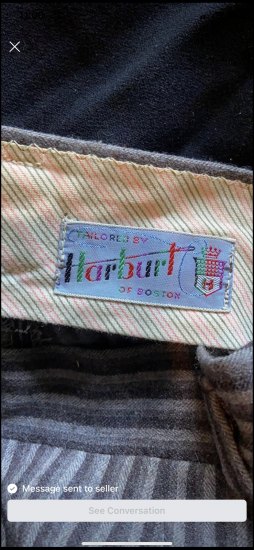 TAILORED BY
Harburt
OF BOSTON
H
Message sent to seller
See Conversation